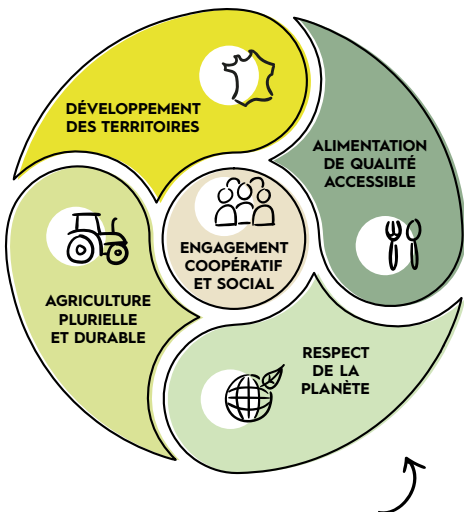 DÉVELOPPEMENT
DES TERRITOIRES
ALIMENTATION
DE QUALITÉ
ACCESSIBLE
ENGAGEMENT
COOPÉRATIF
ET SOCIAL
AGRICULTURE
PLURIELLE
ET DURABLE
RESPECT
DE LA
PLANÈTE